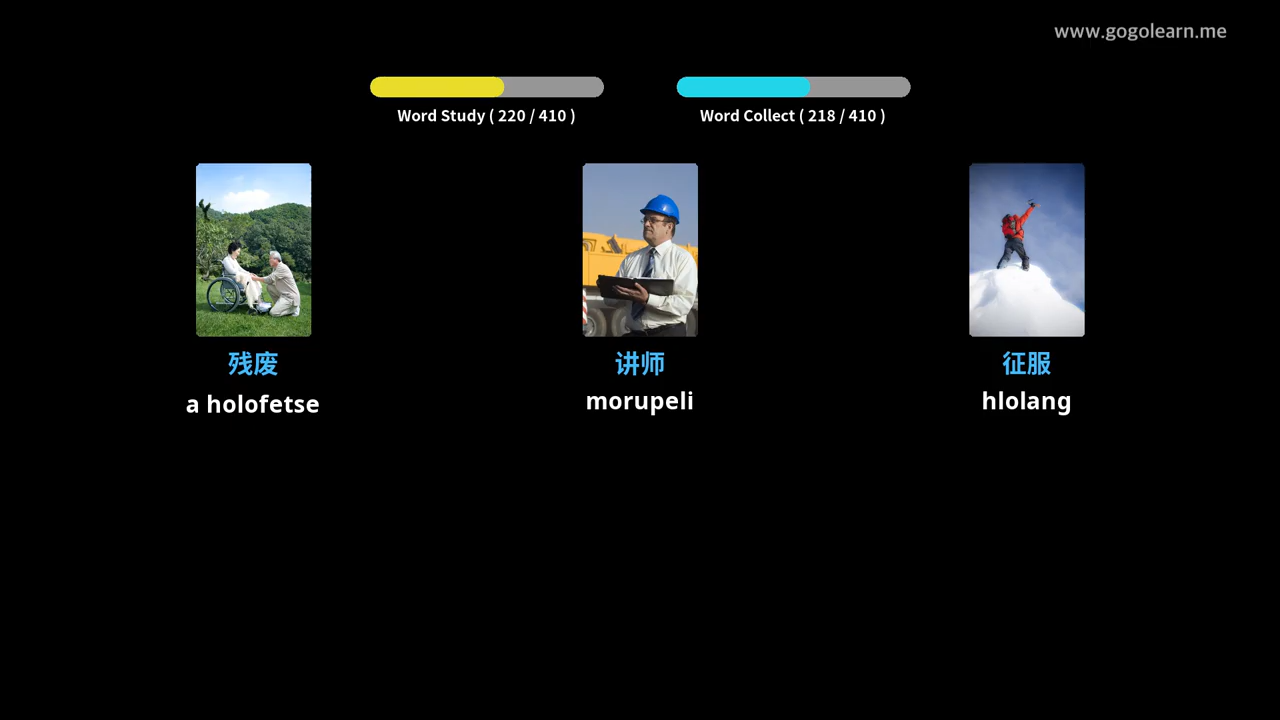 www.gogolearn.me
Word Study ( 220 / 410 )
Word Collect ( 218 / 410 )
残废
a holofetse
讲师
morupeli
征服
hlolang